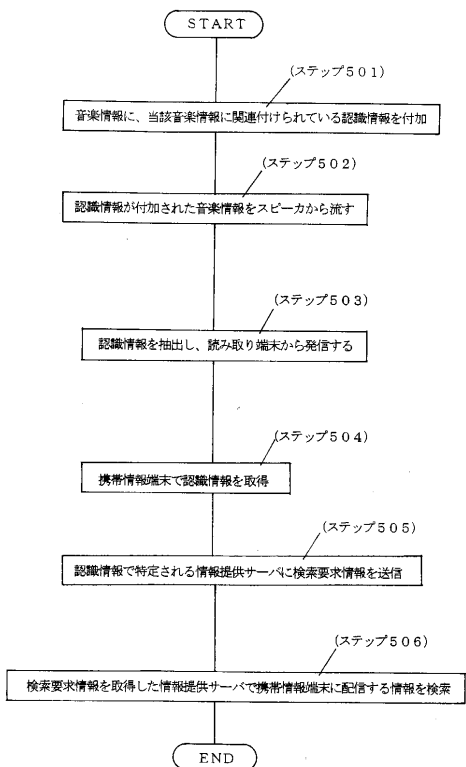 START
(ステップ501)
音楽情報に、当該音楽情報に関連付けられている認識情報を付加
(ステップ502)
認識情報が付加された音楽情報をスピーカから流す
(ステップ503)
認識情報を抽出し、読み取り端末から発信する
(ステップ504)
携帯情報端末で認識情報を取得
(ステップ505)
認識情報で特定される情報提供サーバに検索要求情報を送信
(ステップ506)
検索要求情報を取得した情報提供サーバで携帯情報端末に配信する情報を検索
END